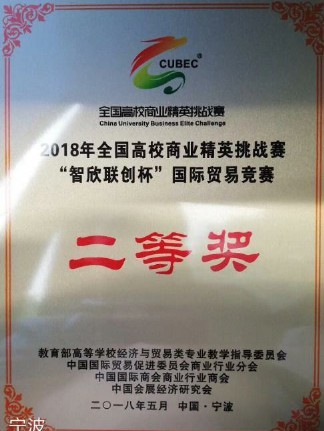 CUBEC®
全国高校商业精英挑战赛
China University Business Elite Challenge
2018年全国高校商业精英挑战赛
“智欣联创杯”国际贸易竞赛
二等奖
教育部高等学校经济与贸易类专业教学指导委员会
中国国际贸易促进委员会商业行业分会
中国国际商会商业行业商会
中国会展经济研究会
二〇一八年五月 中国·宁波
宁波